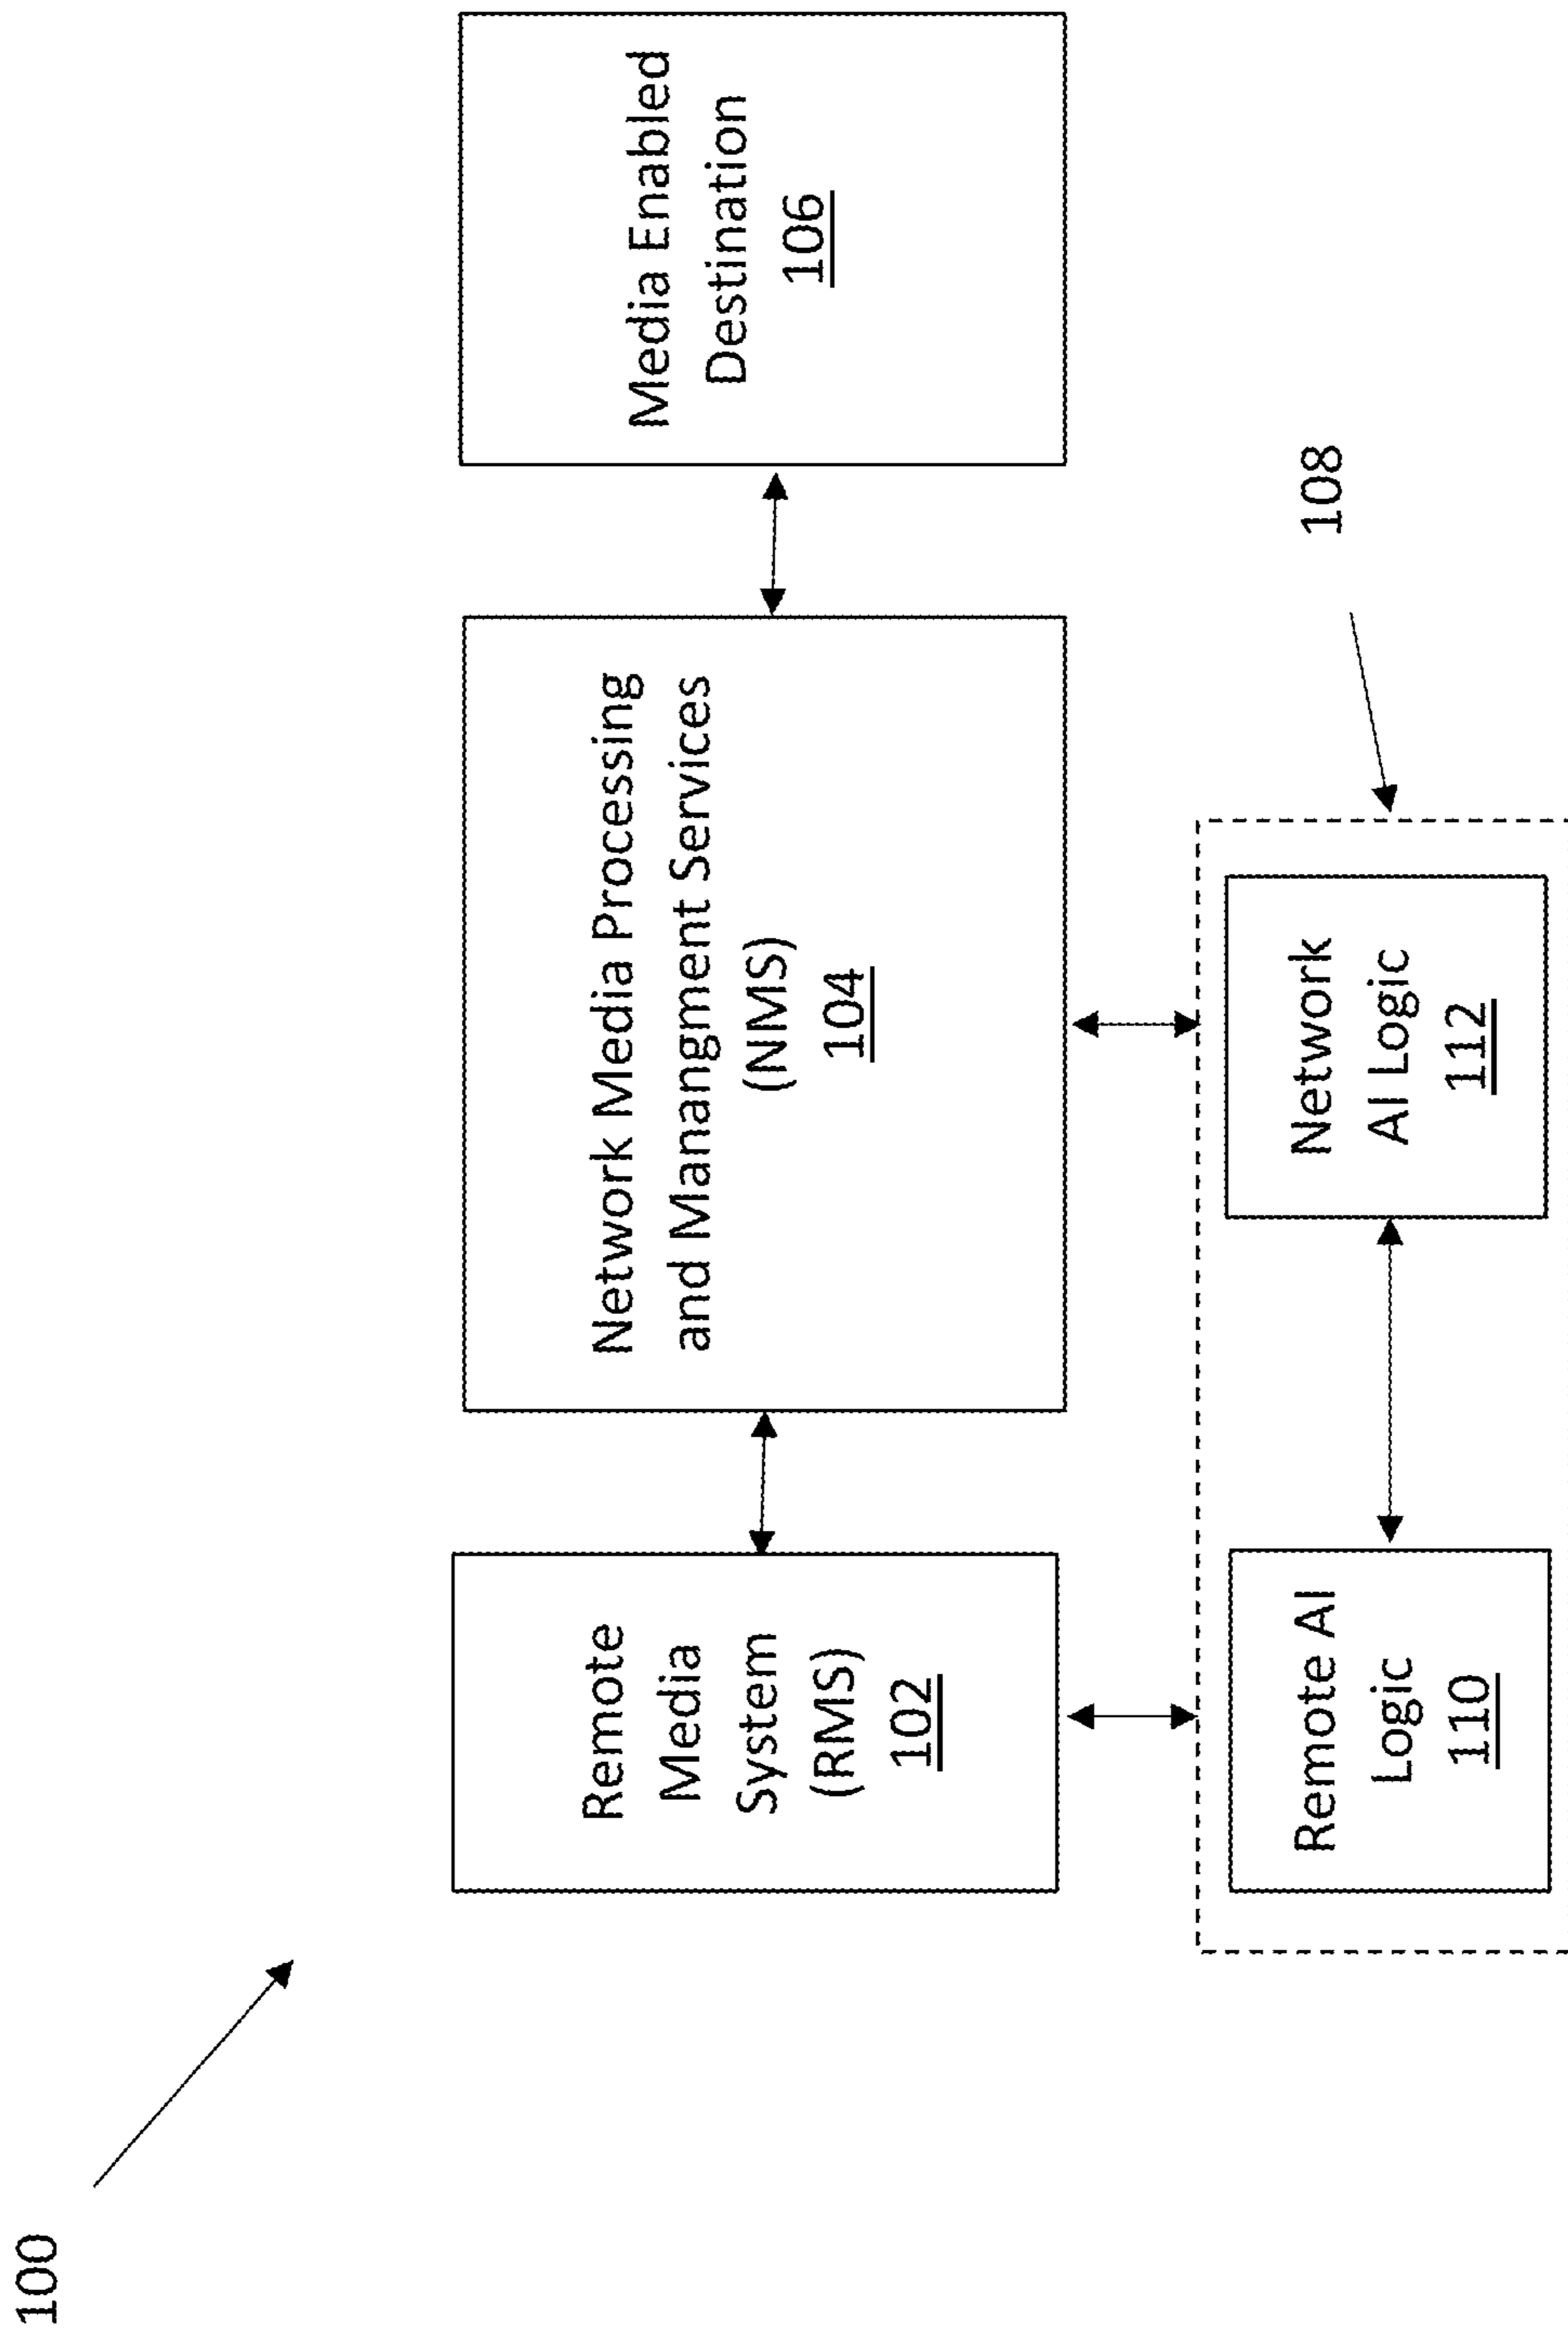 100
Remote
Media
System
(RMS)
102
Network Media Processing
and Manangment Services
(NMS)
104
Media Enabled
Destination
106
108
Remote AI
Logic
110
Network
AI Logic
112